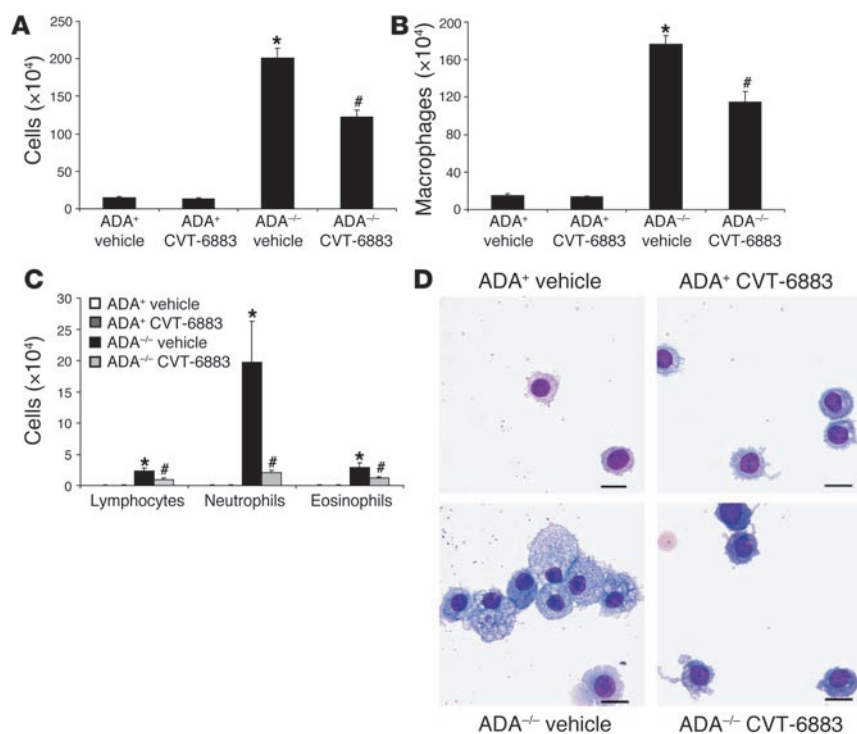 A
Cells (×10⁴)
250
200
150
100
50
0
*
#
ADA⁺ vehicle
ADA⁺ CVT-6883
ADA⁻/⁻ vehicle
ADA⁻/⁻ CVT-6883
B
Macrophages (×10⁴)
200
160
120
80
40
0
*
#
ADA⁺ vehicle
ADA⁺ CVT-6883
ADA⁻/⁻ vehicle
ADA⁻/⁻ CVT-6883
C
Cells (×10⁴)
30
25
20
15
10
5
0
ADA⁺ vehicle
ADA⁺ CVT-6883
ADA⁻/⁻ vehicle
ADA⁻/⁻ CVT-6883
*
#
*
#
*
#
Lymphocytes Neutrophils Eosinophils
D
ADA⁺ vehicle
ADA⁺ CVT-6883
ADA⁻/⁻ vehicle
ADA⁻/⁻ CVT-6883